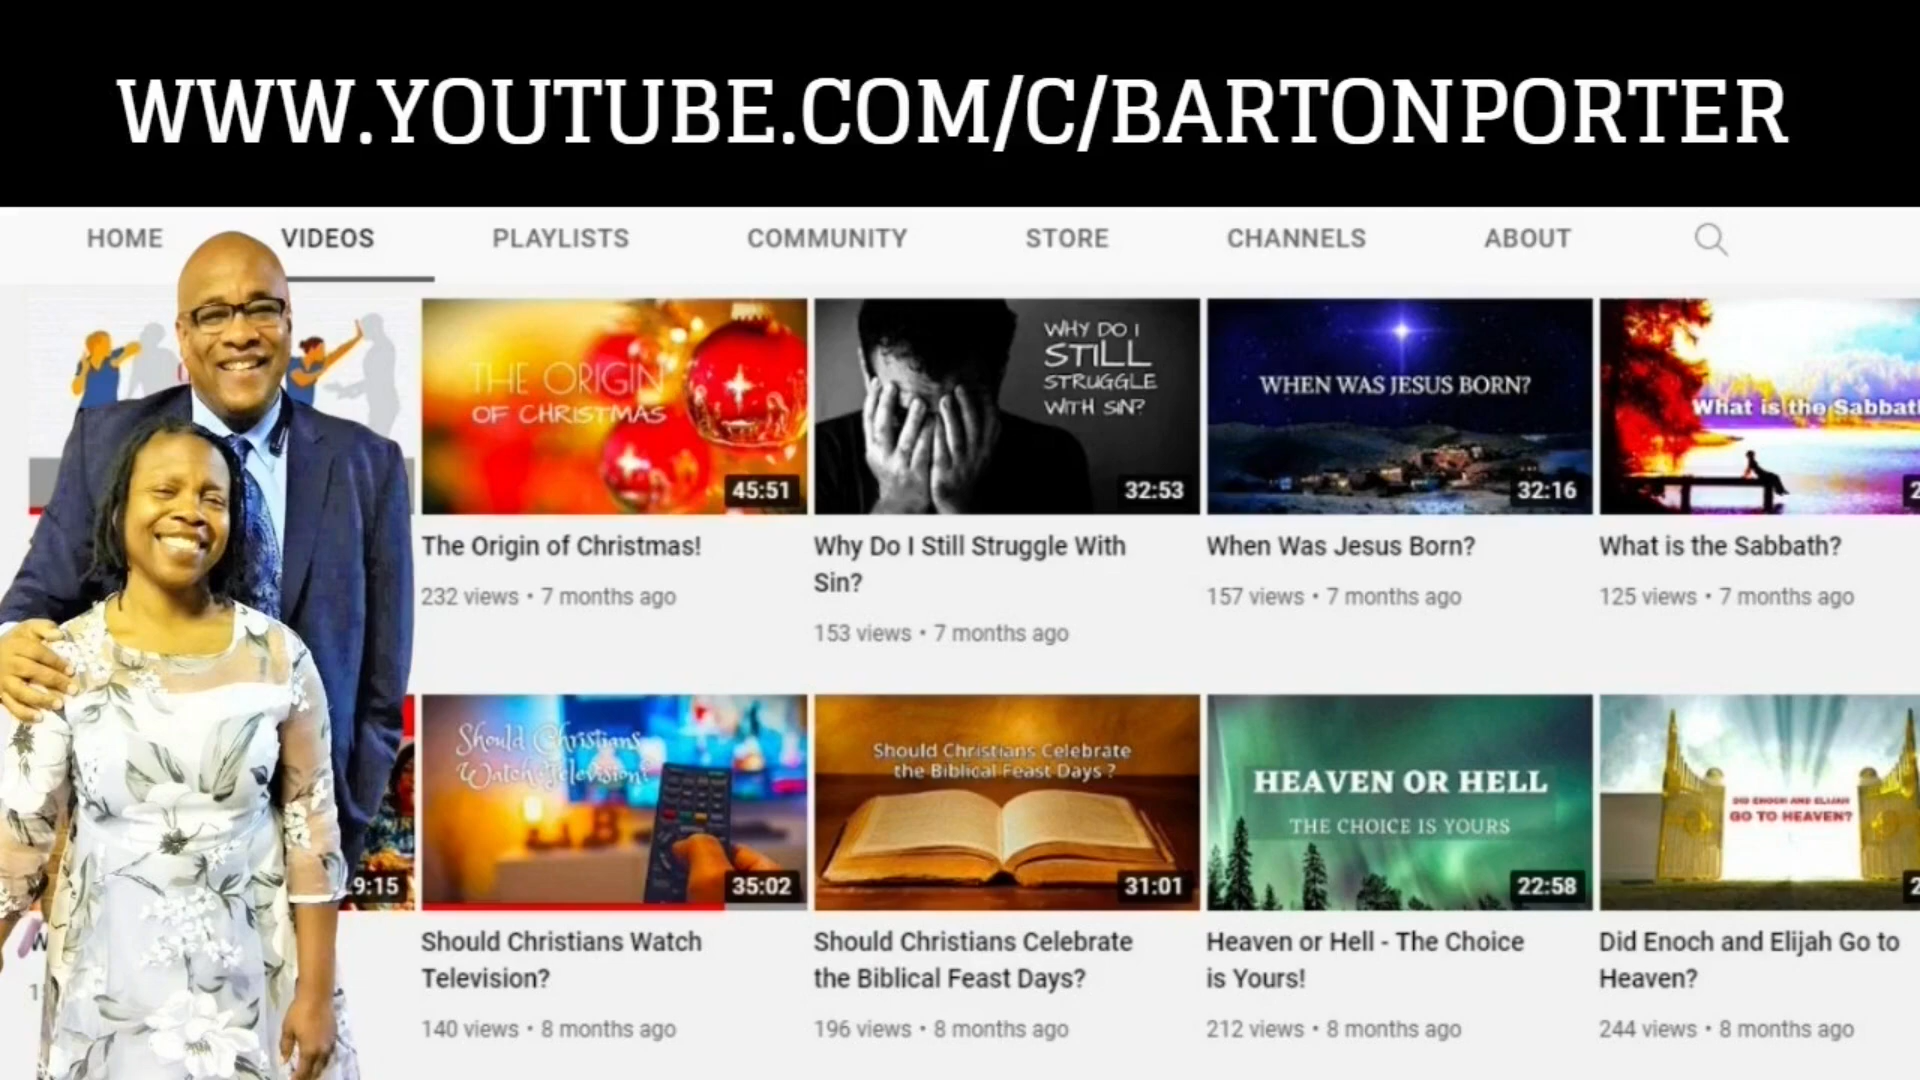 WWW.YOUTUBE.COM/C/BARTONPORTER
HOME VIDEOS PLAYLISTS COMMUNITY STORE CHANNELS ABOUT
THE ORIGIN
OF CHRISTMAS
45:51
WHY DO I
STILL
STRUGGLE
WITH SIN?
32:53
WHEN WAS JESUS BORN?
32:16
What is the Sabbath
2
The Origin of Christmas!
232 views • 7 months ago
Why Do I Still Struggle With
Sin?
153 views • 7 months ago
When Was Jesus Born?
157 views • 7 months ago
What is the Sabbath?
125 views • 7 months ago
9:15
Should Christians
Watch Television?
35:02
Should Christians Celebrate
the Biblical Feast Days ?
31:01
HEAVEN OR HELL
THE CHOICE IS YOURS
22:58
DID ENOCH AND ELIJAH
GO TO HEAVEN?
2
Should Christians Watch
Television?
140 views • 8 months ago
Should Christians Celebrate
the Biblical Feast Days?
196 views • 8 months ago
Heaven or Hell - The Choice
is Yours!
212 views • 8 months ago
Did Enoch and Elijah Go to
Heaven?
244 views • 8 months ago